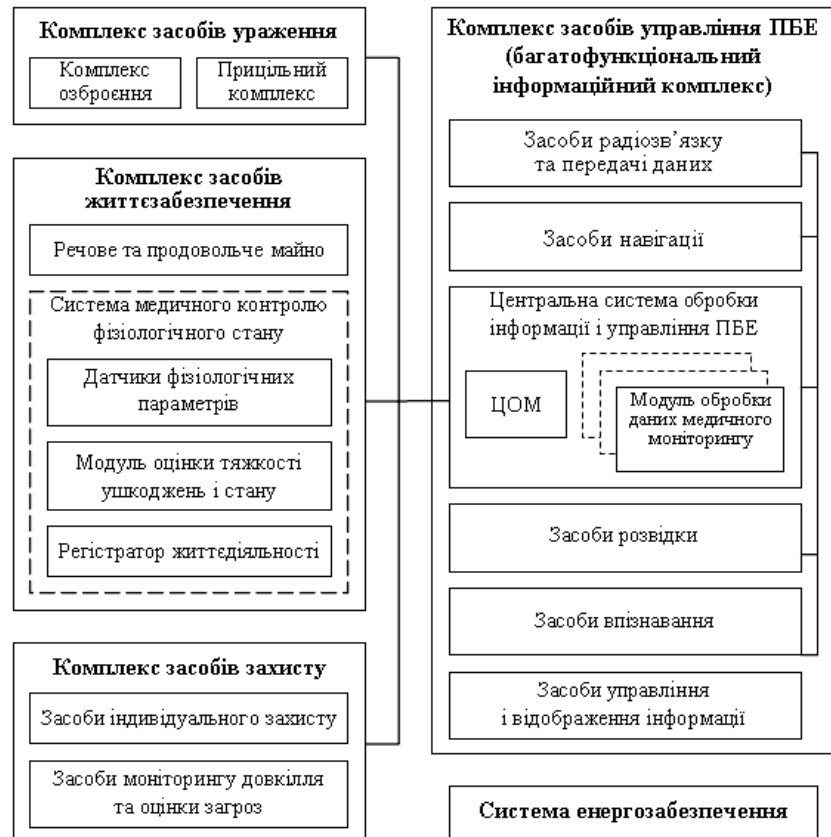 Комплекс засобів ураження
Комплекс
озброєння
Прицільний
комплекс
Комплекс засобів
життєзабезпечення
Речове та продовольче майно
Система медичного контролю
фізіологічного стану
Датчики фізіологічних
параметрів
Модуль оцінки тяжкості
ушкоджень і стану
Регістратор життєдіяльності
Комплекс засобів захисту
Засоби індивідуального захисту
Засоби моніторингу довкілля
та оцінки загроз
Комплекс засобів управління ПБЕ
(багатофункціональний
інформаційний комплекс)
Засоби радіозв’язку
та передачі даних
Засоби навігації
Центральна система обробки
інформації і управління ПБЕ
ЦОМ
Модуль обробки
даних медичного
моніторингу
Засоби розвідки
Засоби впізнавання
Засоби управління
і відображення інформації
Система енергозабезпечення